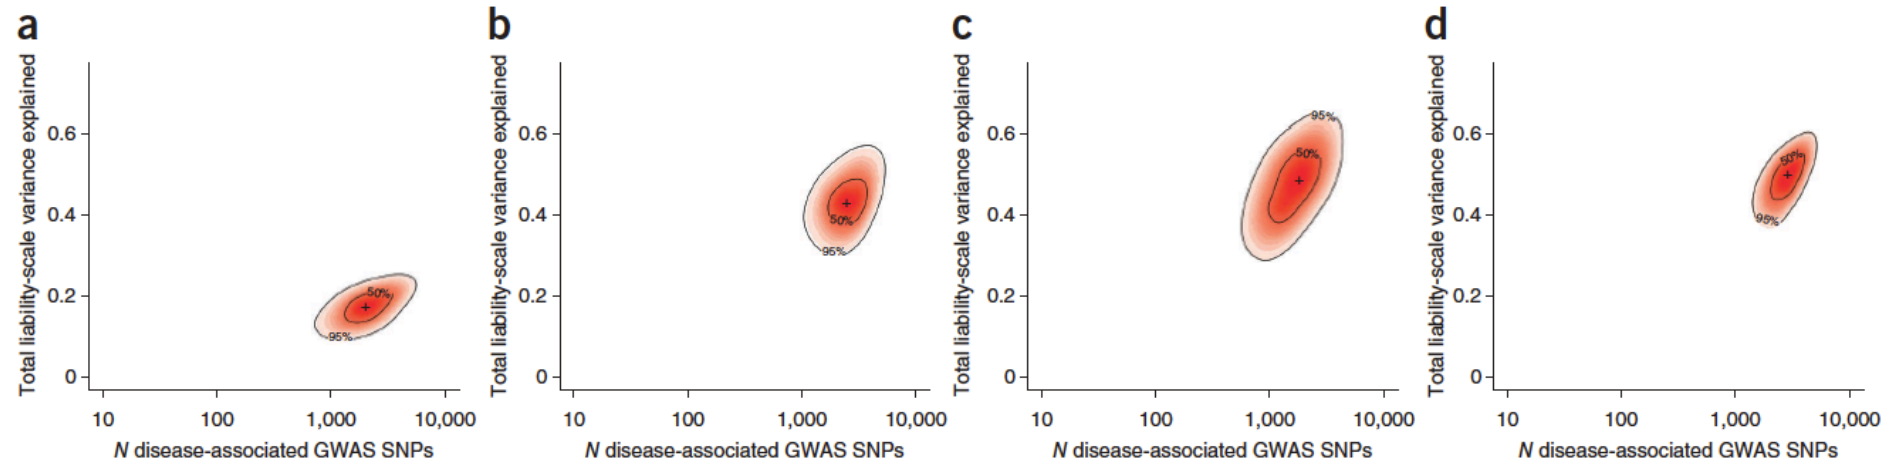 a
Total liability-scale variance explained
0.6
0.4
0.2
0
50%
95%
10 100 1,000 10,000
N disease-associated GWAS SNPs
b
Total liability-scale variance explained
0.6
0.4
0.2
0
50%
95%
10 100 1,000 10,000
N disease-associated GWAS SNPs
c
Total liability-scale variance explained
0.6
0.4
0.2
0
95%
50%
10 100 1,000 10,000
N disease-associated GWAS SNPs
d
Total liability-scale variance explained
0.6
0.4
0.2
0
50%
95%
10 100 1,000 10,000
N disease-associated GWAS SNPs